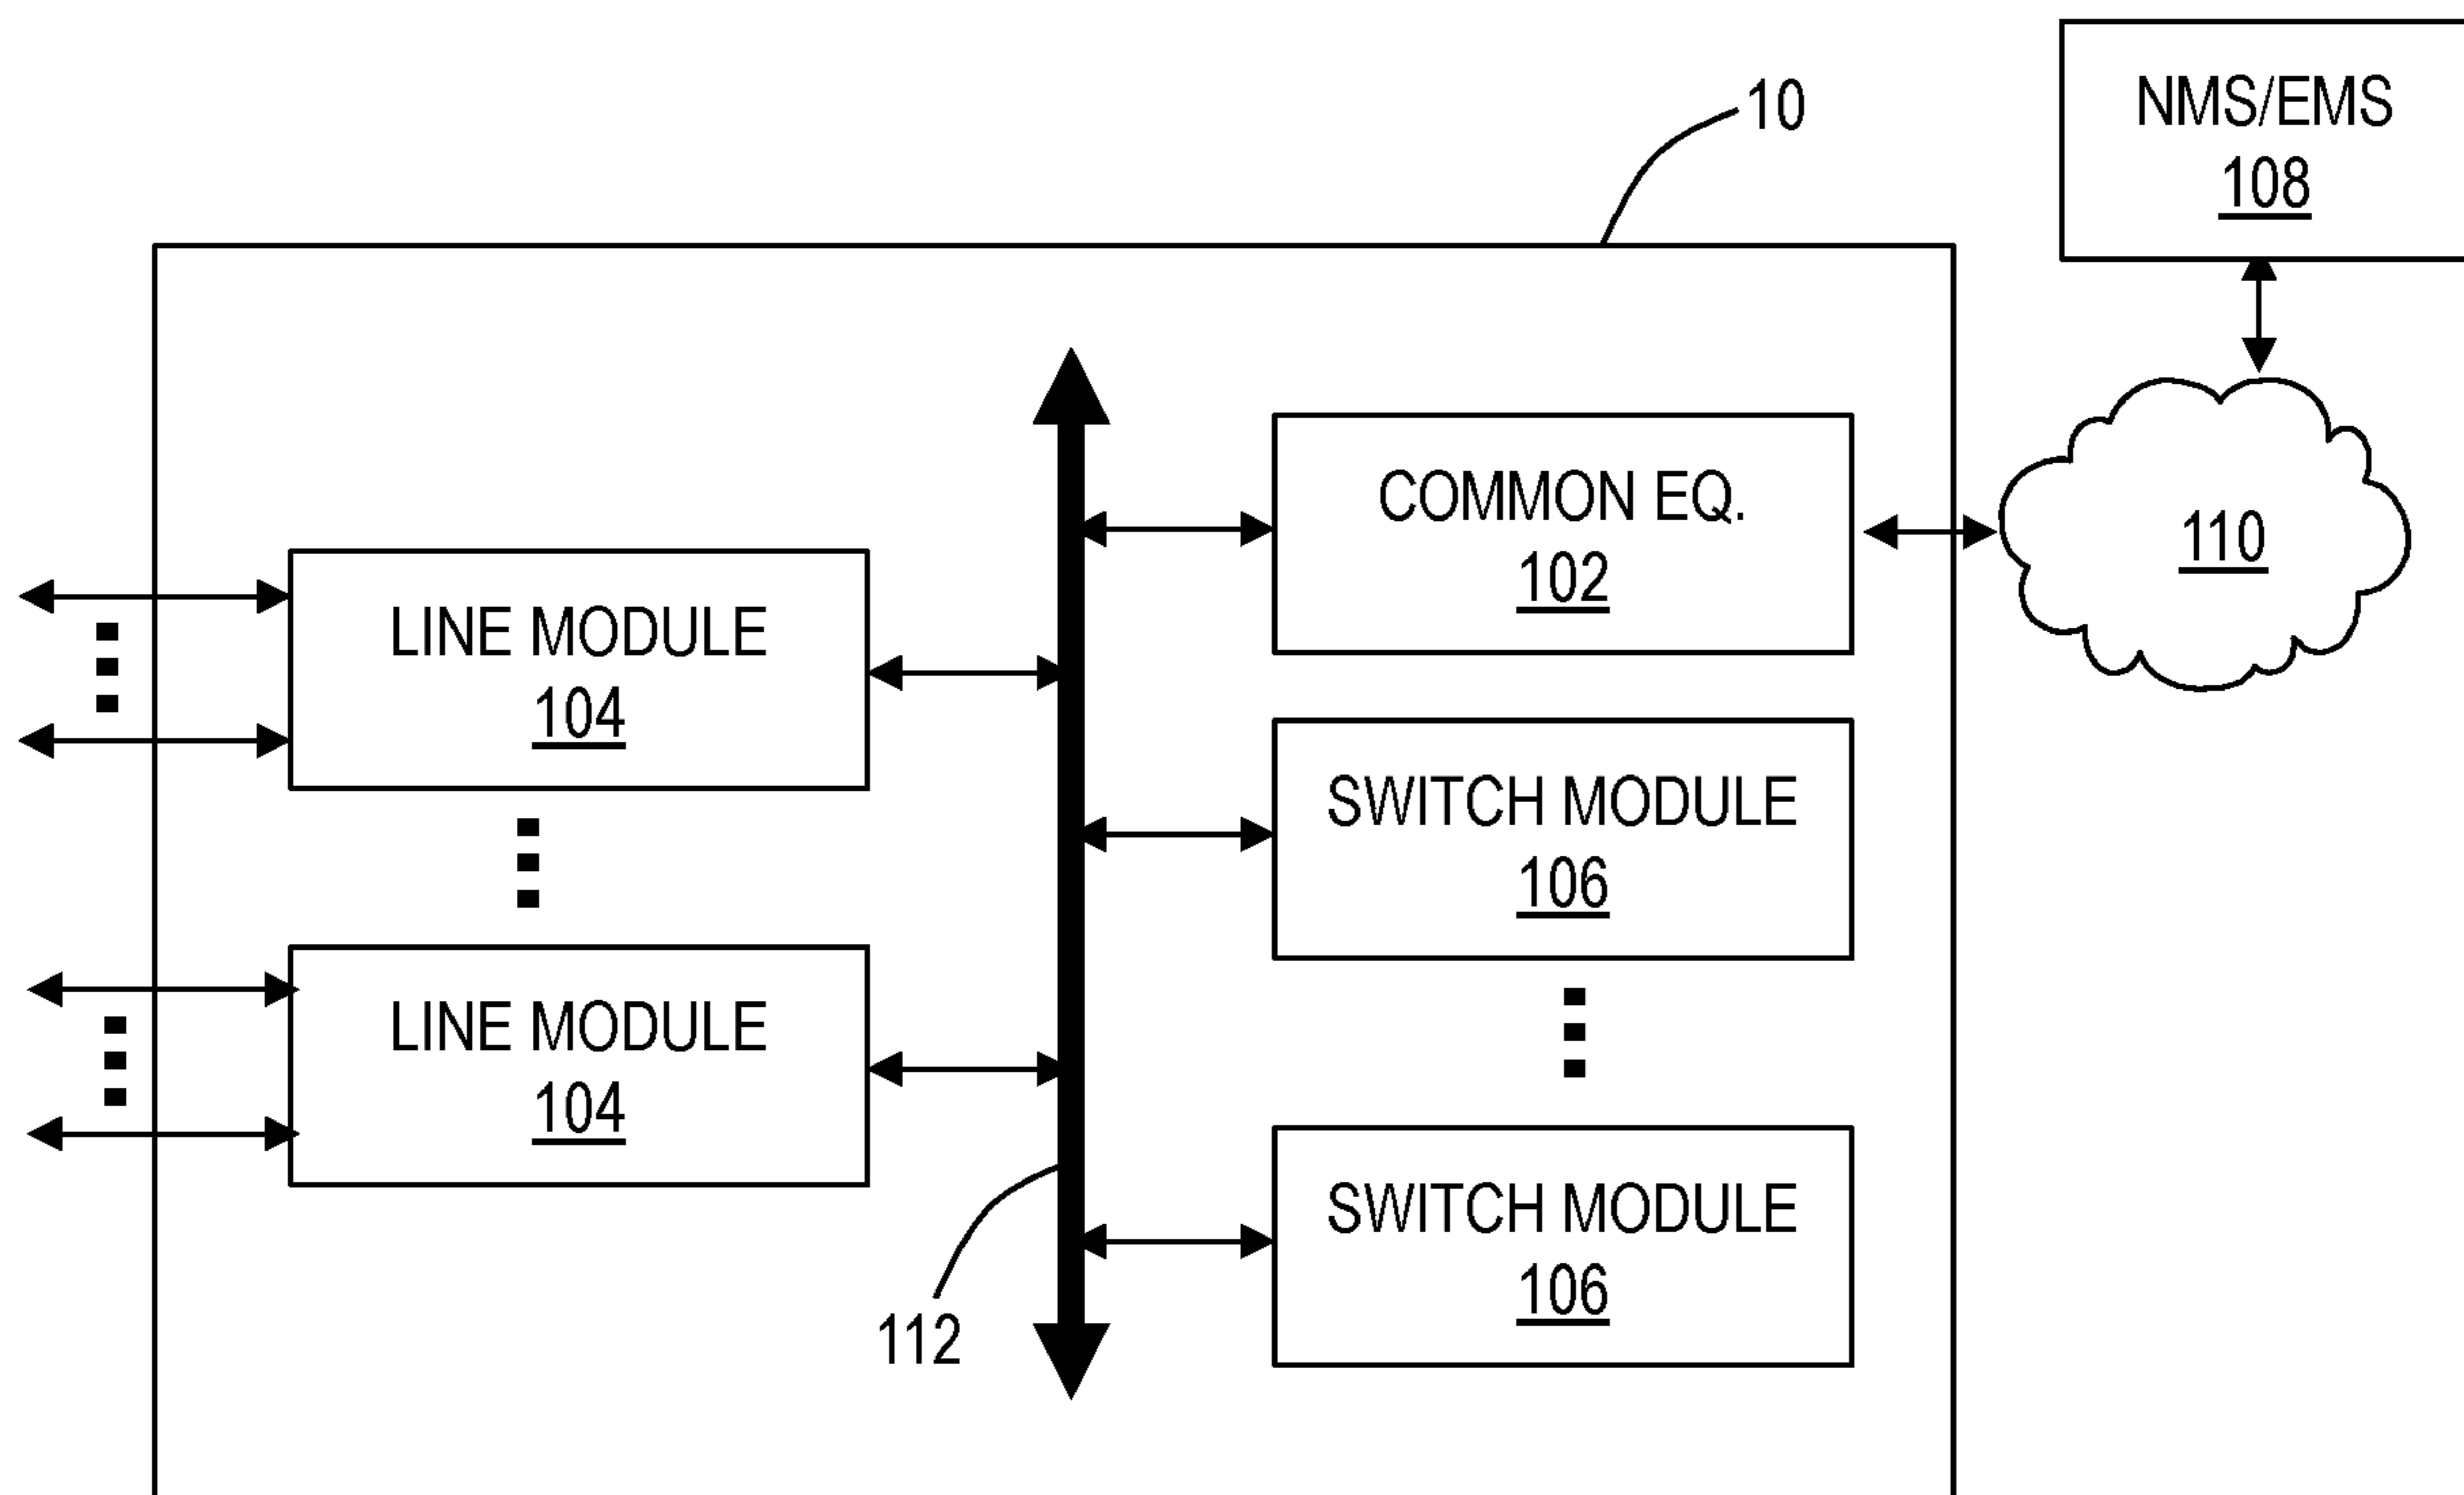 NMS/EMS
108
10
COMMON EQ.
102
110
LINE MODULE
104
SWITCH MODULE
106
LINE MODULE
104
SWITCH MODULE
106
112